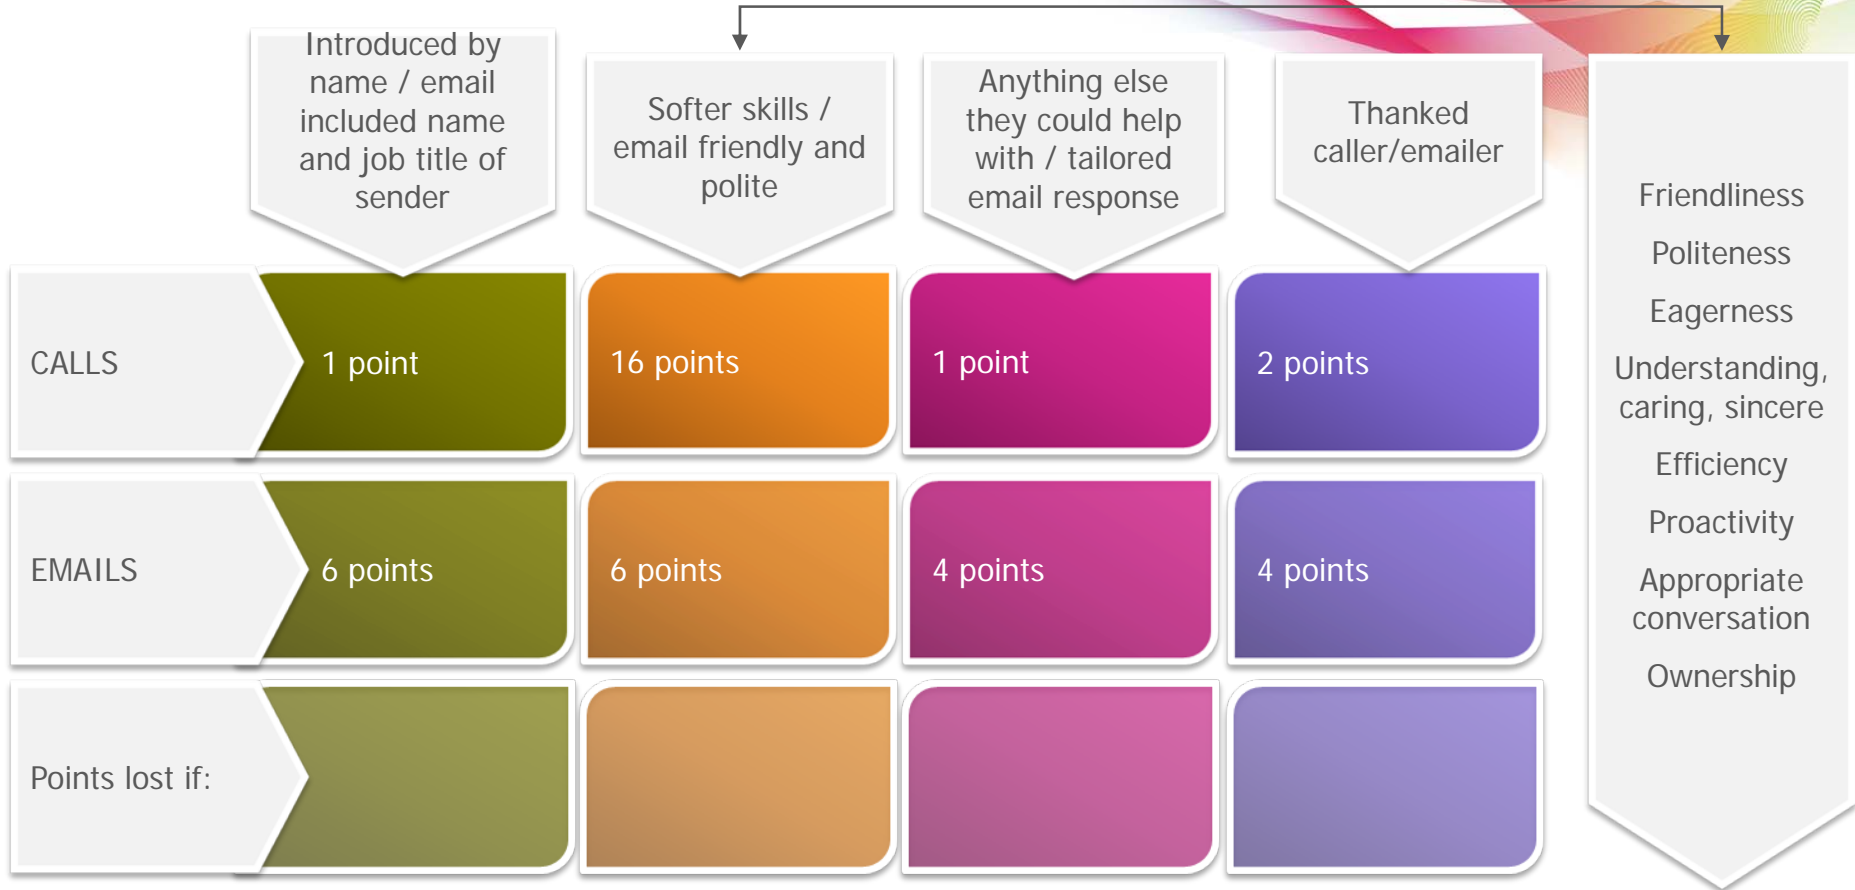 Introduced by
name / email
included name
and job title of
sender
Softer skills /
email friendly and
polite
Anything else
they could help
with / tailored
email response
Thanked
caller/emailer
CALLS
1 point
16 points
1 point
2 points
EMAILS
6 points
6 points
4 points
4 points
Points lost if:
Friendliness
Politeness
Eagerness
Understanding,
caring, sincere
Efficiency
Proactivity
Appropriate
conversation
Ownership